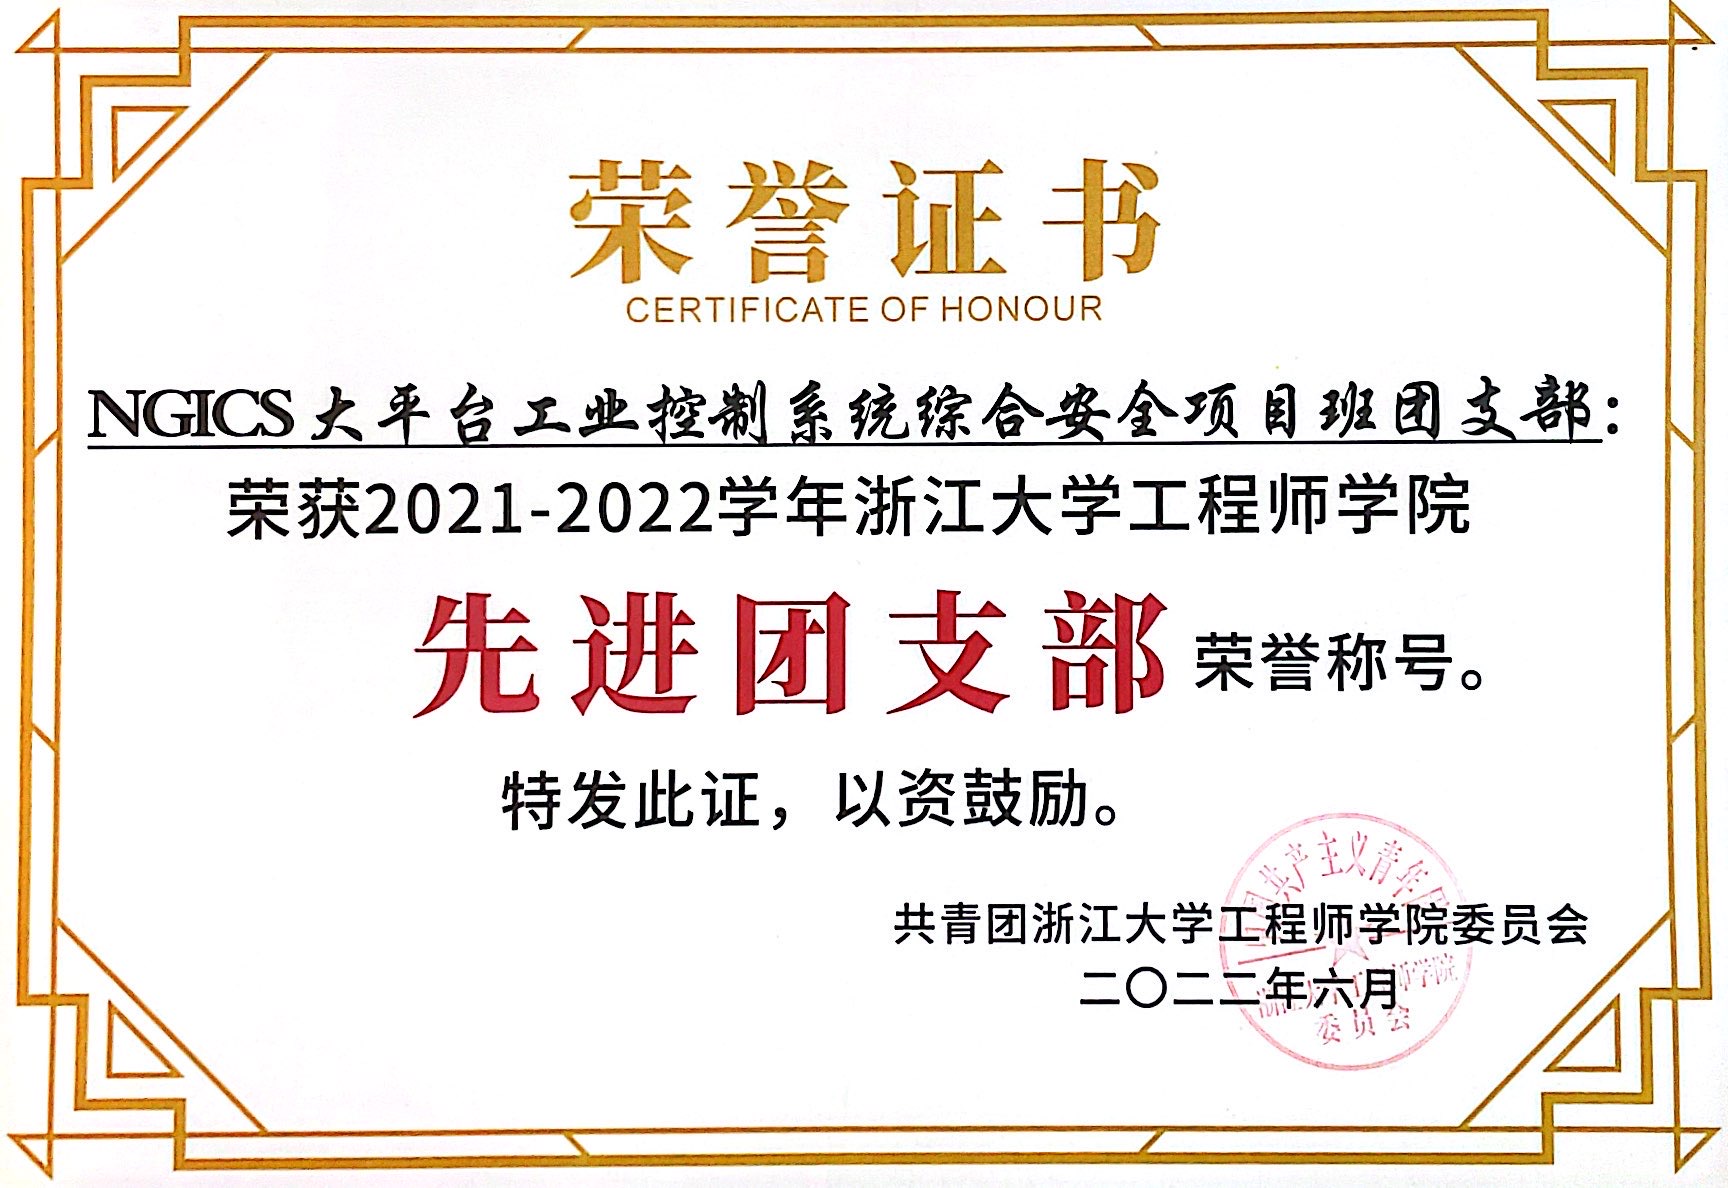 荣誉证书
CERTIFICATE OF HONOUR
NGICS大平台工业控制系统综合安全项目班团支部：
荣获2021-2022学年浙江大学工程师学院
先进团支部荣誉称号。
特发此证，以资鼓励。
共青团浙江大学工程师学院委员会
二〇二二年六月
国共产主义青年团
师学院
委员会